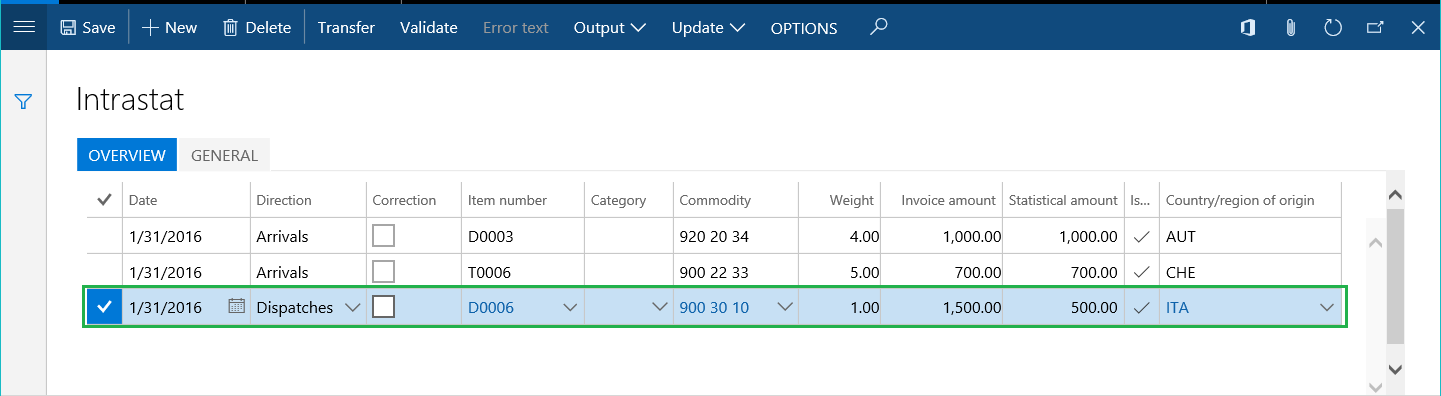 Save New Delete Transfer Validate Error text Output Update OPTIONS
Intrastat
OVERVIEW GENERAL
Date Direction Correction Item number Category Commodity Weight Invoice amount Statistical amount Is... Country/region of origin
1/31/2016 Arrivals D0003 920 20 34 4.00 1,000.00 1,000.00 AUT
1/31/2016 Arrivals T0006 900 22 33 5.00 700.00 700.00 CHE
1/31/2016 Dispatches D0006 900 30 10 1.00 1,500.00 500.00 ITA